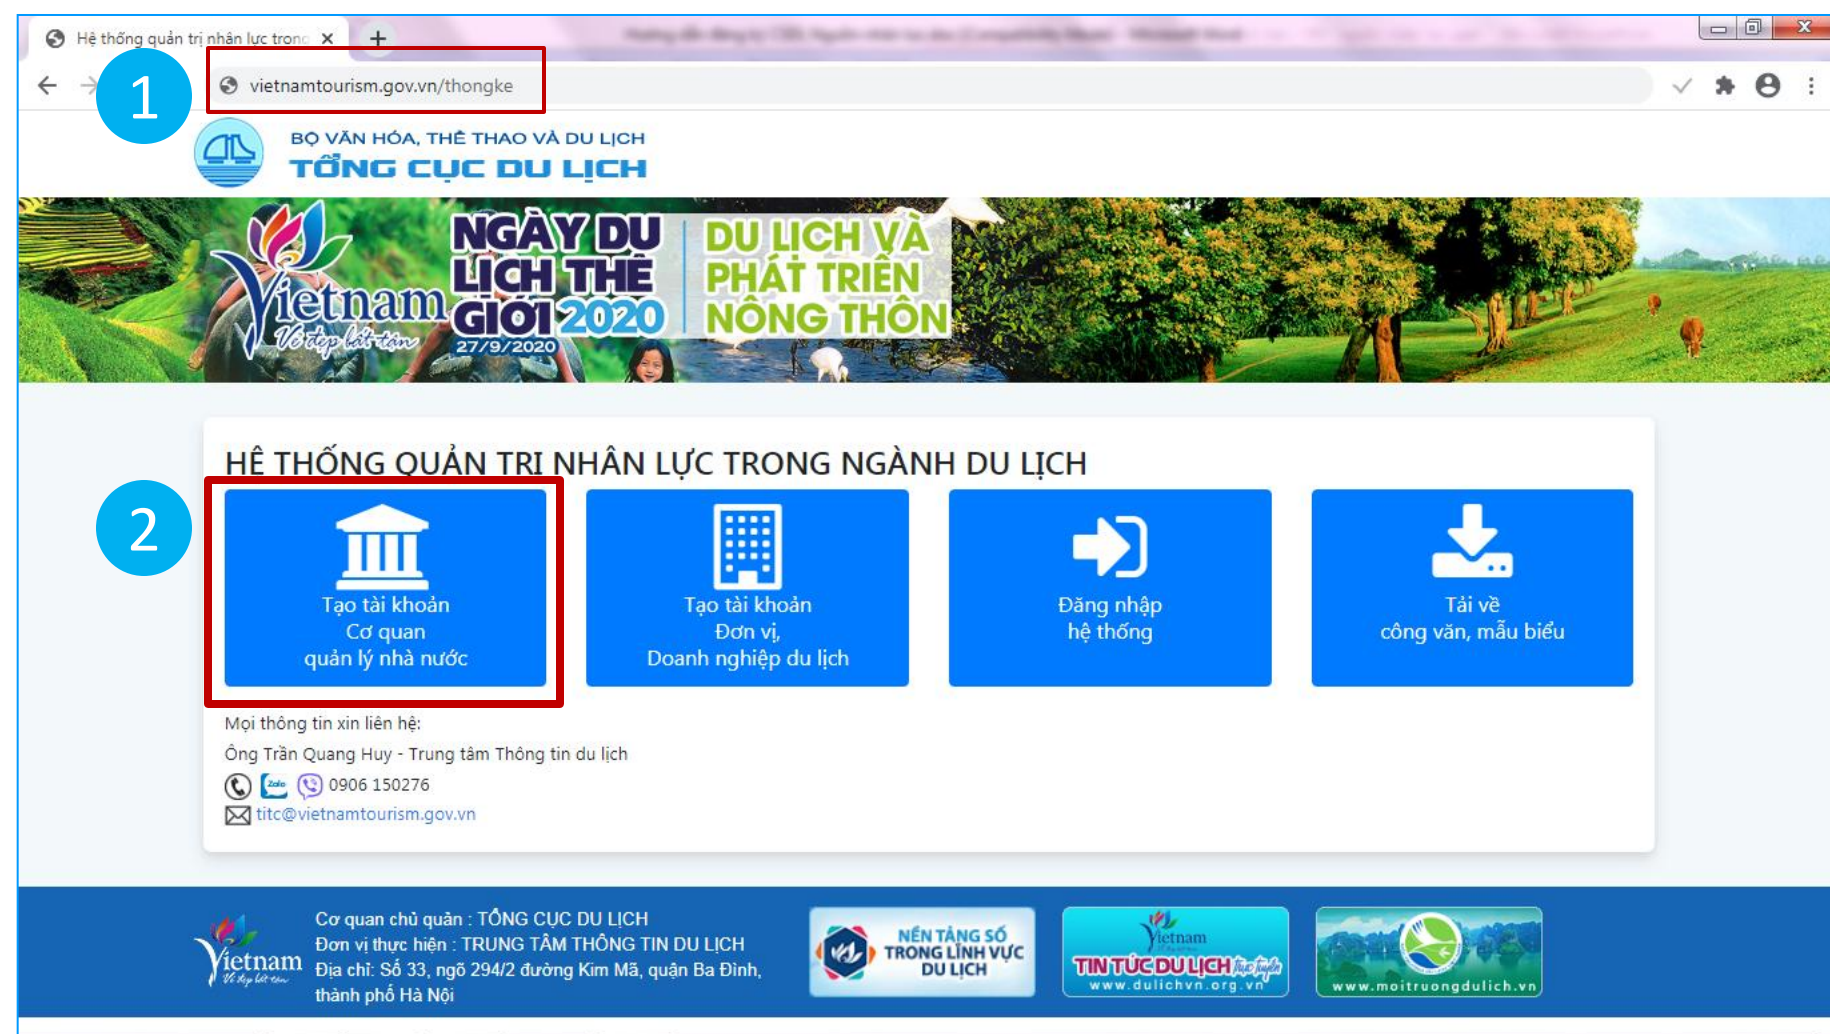 Hệ thống quản trị nhân lực trong
1
vietnamtourism.gov.vn/thongke
BỘ VĂN HÓA, THỂ THAO VÀ DU LỊCH
TỔNG CỤC DU LỊCH
Vietnam
Vẻ đẹp bất tận
NGÀY DU
LỊCH THẾ
GIỚI 2020
27/9/2020
DU LỊCH VÀ
PHÁT TRIỂN
NÔNG THÔN
HỆ THỐNG QUẢN TRỊ NHÂN LỰC TRONG NGÀNH DU LỊCH
2
Tạo tài khoản
Cơ quan
quản lý nhà nước
Tạo tài khoản
Đơn vị,
Doanh nghiệp du lịch
Đăng nhập
hệ thống
Tải về
công văn, mẫu biểu
Mọi thông tin xin liên hệ:
Ông Trần Quang Huy - Trung tâm Thông tin du lịch
Zalo 0906 150276
titc@vietnamtourism.gov.vn
Vietnam
Vẻ đẹp bất tận
Cơ quan chủ quản : TỔNG CỤC DU LỊCH
Đơn vị thực hiện : TRUNG TÂM THÔNG TIN DU LỊCH
Địa chỉ: Số 33, ngõ 294/2 đường Kim Mã, quận Ba Đình,
thành phố Hà Nội
NỀN TẢNG SỐ
TRONG LĨNH VỰC
DU LỊCH
Vietnam
TIN TỨC DU LỊCH trực tuyến
www.dulichvn.org.vn
www.moitruongdulich.vn